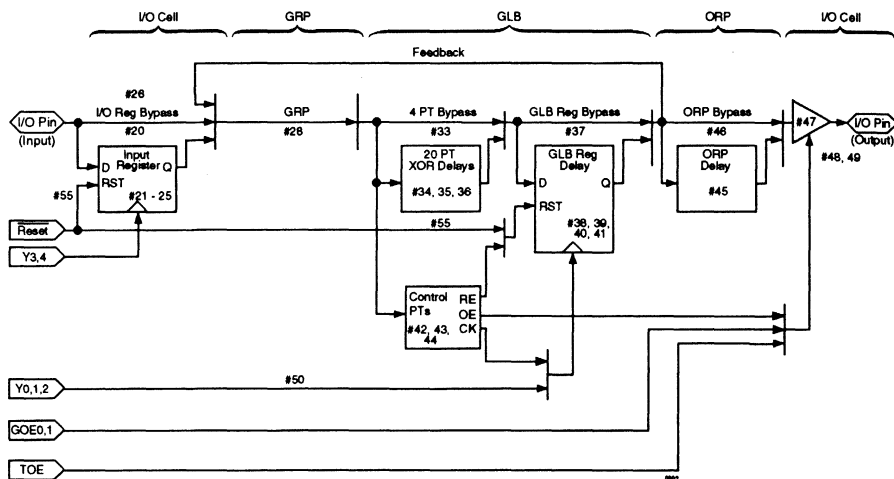 I/O Cell
GRP
GLB
ORP
I/O Cell
Feedback
#26
I/O Pin
(Input)
I/O Reg Bypass
#20
GRP
#28
4 PT Bypass
#33
GLB Reg Bypass
#37
ORP Bypass
#46
#47
I/O Pin
(Output)
#48, 49
Input
Register
D
Q
RST
#21 - 25
#55
20 PT
XOR Delays
#34, 35, 36
GLB Reg
Delay
D
Q
RST
#38, 39,
40, 41
ORP
Delay
#45
Reset
#55
Y3,4
Control
PTs
RE
OE
CK
#42, 43,
44
Y0,1,2
#50
GOE0,1
TOE